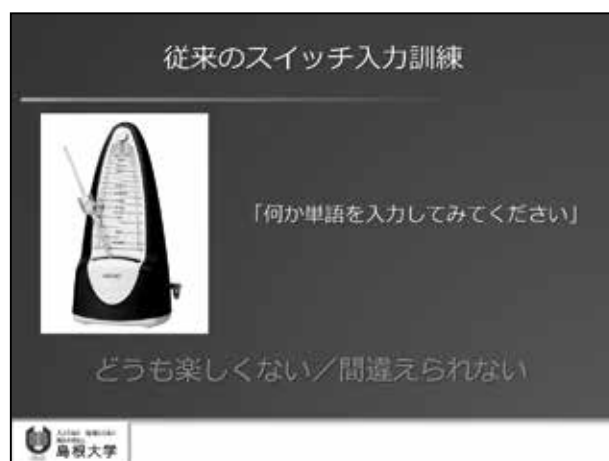 従来のスイッチ入力訓練
「何か単語を入力してみてください」
どうも楽しくない／間違えられない
島根大学